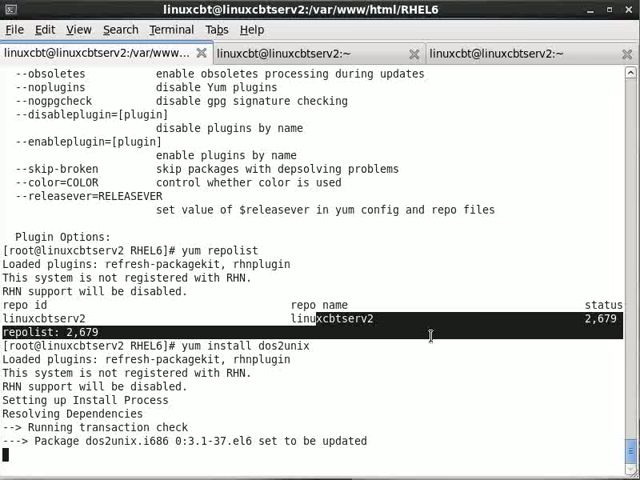 linuxcbt@linuxcbtserv2:/var/www/html/RHEL6
File Edit View Search Terminal Tabs Help
linuxcbt@linuxcbtserv2:/var/www... linuxcbt@linuxcbtserv2:~ linuxcbt@linuxcbtserv2:~
--obsoletes enable obsoletes processing during updates
--noplugins disable Yum plugins
--nogpgcheck disable gpg signature checking
--disableplugin=[plugin]
disable plugins by name
--enableplugin=[plugin]
enable plugins by name
--skip-broken skip packages with depsolving problems
--color=COLOR control whether color is used
--releasever=RELEASEVER
set value of $releasever in yum config and repo files
Plugin Options:
[root@linuxcbtserv2 RHEL6]# yum repolist
Loaded plugins: refresh-packagekit, rhnplugin
This system is not registered with RHN.
RHN support will be disabled.
repo id repo name status
linuxcbtserv2 linuxcbtserv2 2,679
repolist: 2,679
[root@linuxcbtserv2 RHEL6]# yum install dos2unix
Loaded plugins: refresh-packagekit, rhnplugin
This system is not registered with RHN.
RHN support will be disabled.
Setting up Install Process
Resolving Dependencies
--> Running transaction check
---> Package dos2unix.i686 0:3.1-37.el6 set to be updated